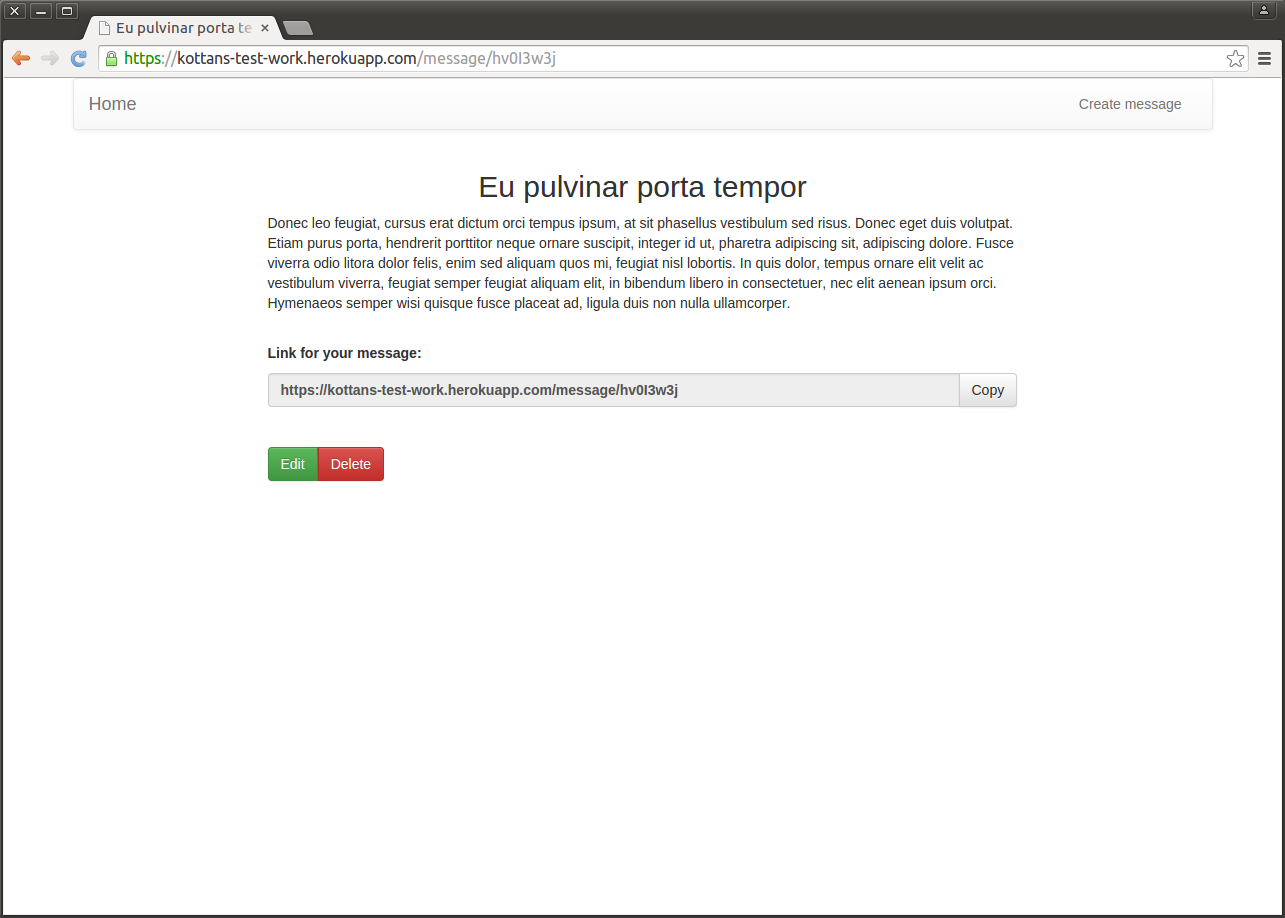 Eu pulvinar porta te
https://kottans-test-work.herokuapp.com/message/hv0I3w3j
Home
Create message
Eu pulvinar porta tempor
Donec leo feugiat, cursus erat dictum orci tempus ipsum, at sit phasellus vestibulum sed risus. Donec eget duis volutpat.
Etiam purus porta, hendrerit porttitor neque ornare suscipit, integer id ut, pharetra adipiscing sit, adipiscing dolore. Fusce
viverra odio litora dolor felis, enim sed aliquam quos mi, feugiat nisl lobortis. In quis dolor, tempus ornare elit velit ac
vestibulum viverra, feugiat semper feugiat aliquam elit, in bibendum libero in consectetuer, nec elit aenean ipsum orci.
Hymenaeos semper wisi quisque fusce placeat ad, ligula duis non nulla ullamcorper.
Link for your message:
https://kottans-test-work.herokuapp.com/message/hv0I3w3j
Copy
Edit
Delete